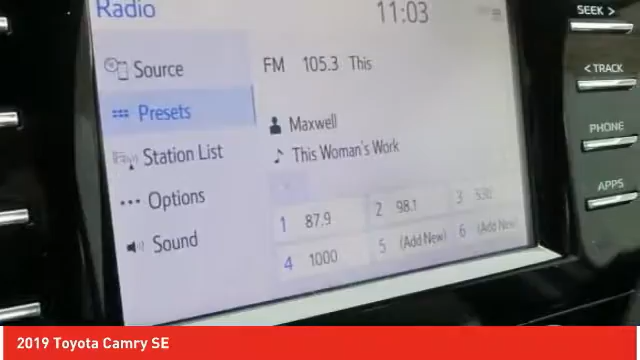 Radio
11:03
SEEK >
Source
FM 105.3 This
< TRACK
Presets
Maxwell
PHONE
Station List
This Woman's Work
Options
APPS
1 87.9
2 98.1
3 530
Sound
4 1000
5 (Add New)
6 (Add New)
2019 Toyota Camry SE